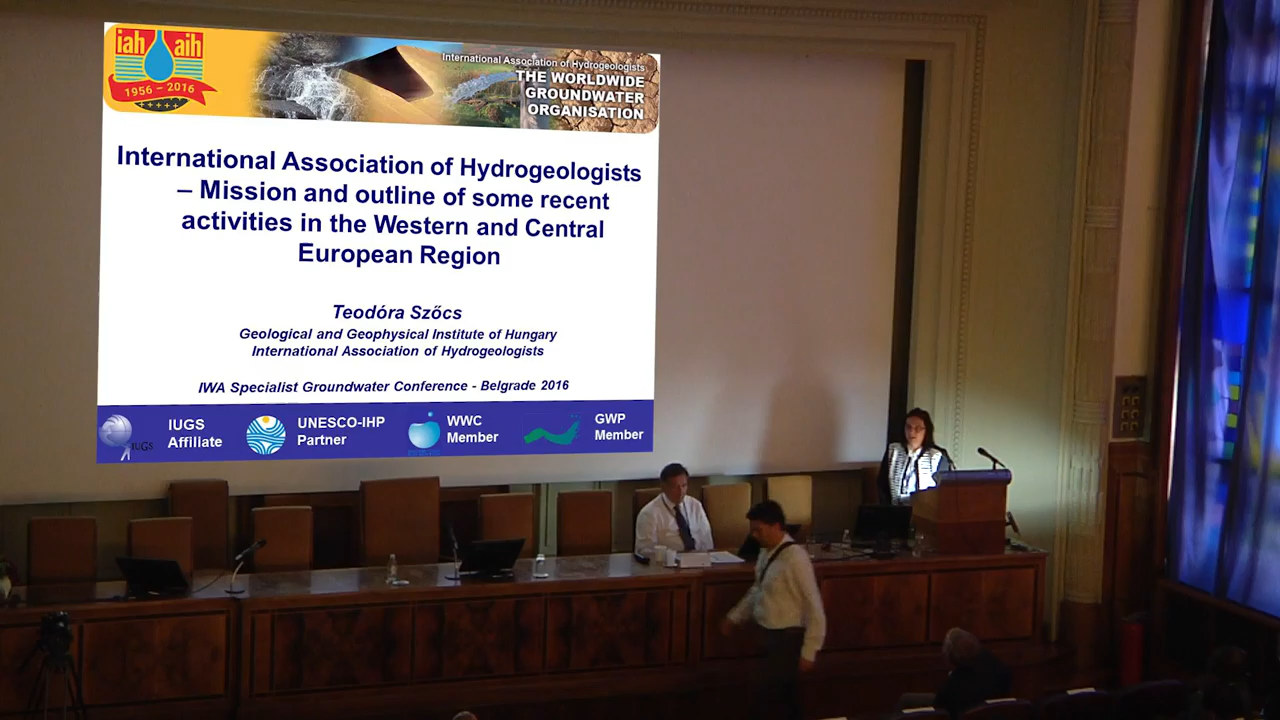 iah aih
1956 – 2016
International Association of Hydrogeologists
THE WORLDWIDE
GROUNDWATER
ORGANISATION
International Association of Hydrogeologists
– Mission and outline of some recent
activities in the Western and Central
European Region
Teodóra Szőcs
Geological and Geophysical Institute of Hungary
International Association of Hydrogeologists
IWA Specialist Groundwater Conference - Belgrade 2016
IUGS
IUGS
Affiliate
UNESCO-IHP
Partner
WWC
Member
GWP
Member